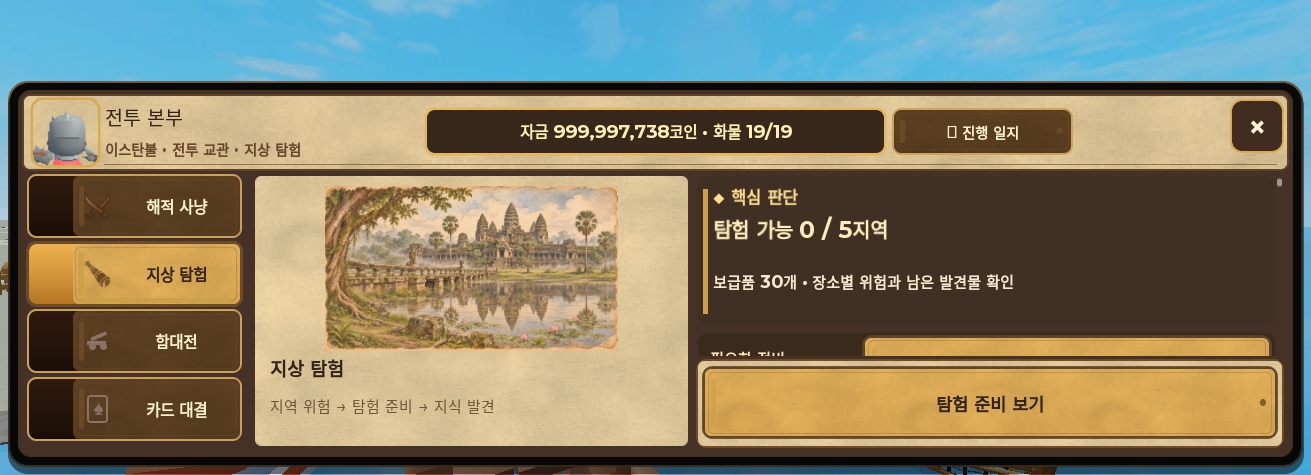 전투 본부
이스탄불 • 전투 교관 • 지상 탐험
자금 999,997,738코인 • 화물 19/19
진행 일지
×
해적 사냥
지상 탐험
함대전
카드 대결
지상 탐험
지역 위험 → 탐험 준비 → 지식 발견
◆ 핵심 판단
탐험 가능 0 / 5지역
보급품 30개 • 장소별 위험과 남은 발견물 확인
탐험 준비 보기